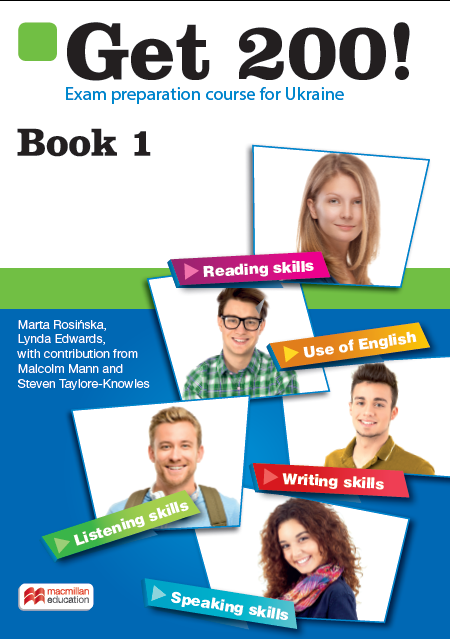 Get 200!
Exam preparation course for Ukraine
Book 1
Reading skills
Marta Rosińska,
Lynda Edwards,
with contribution from
Malcolm Mann and
Steven Taylore-Knowles
Use of English
Writing skills
Listening skills
Speaking skills
macmillan
education